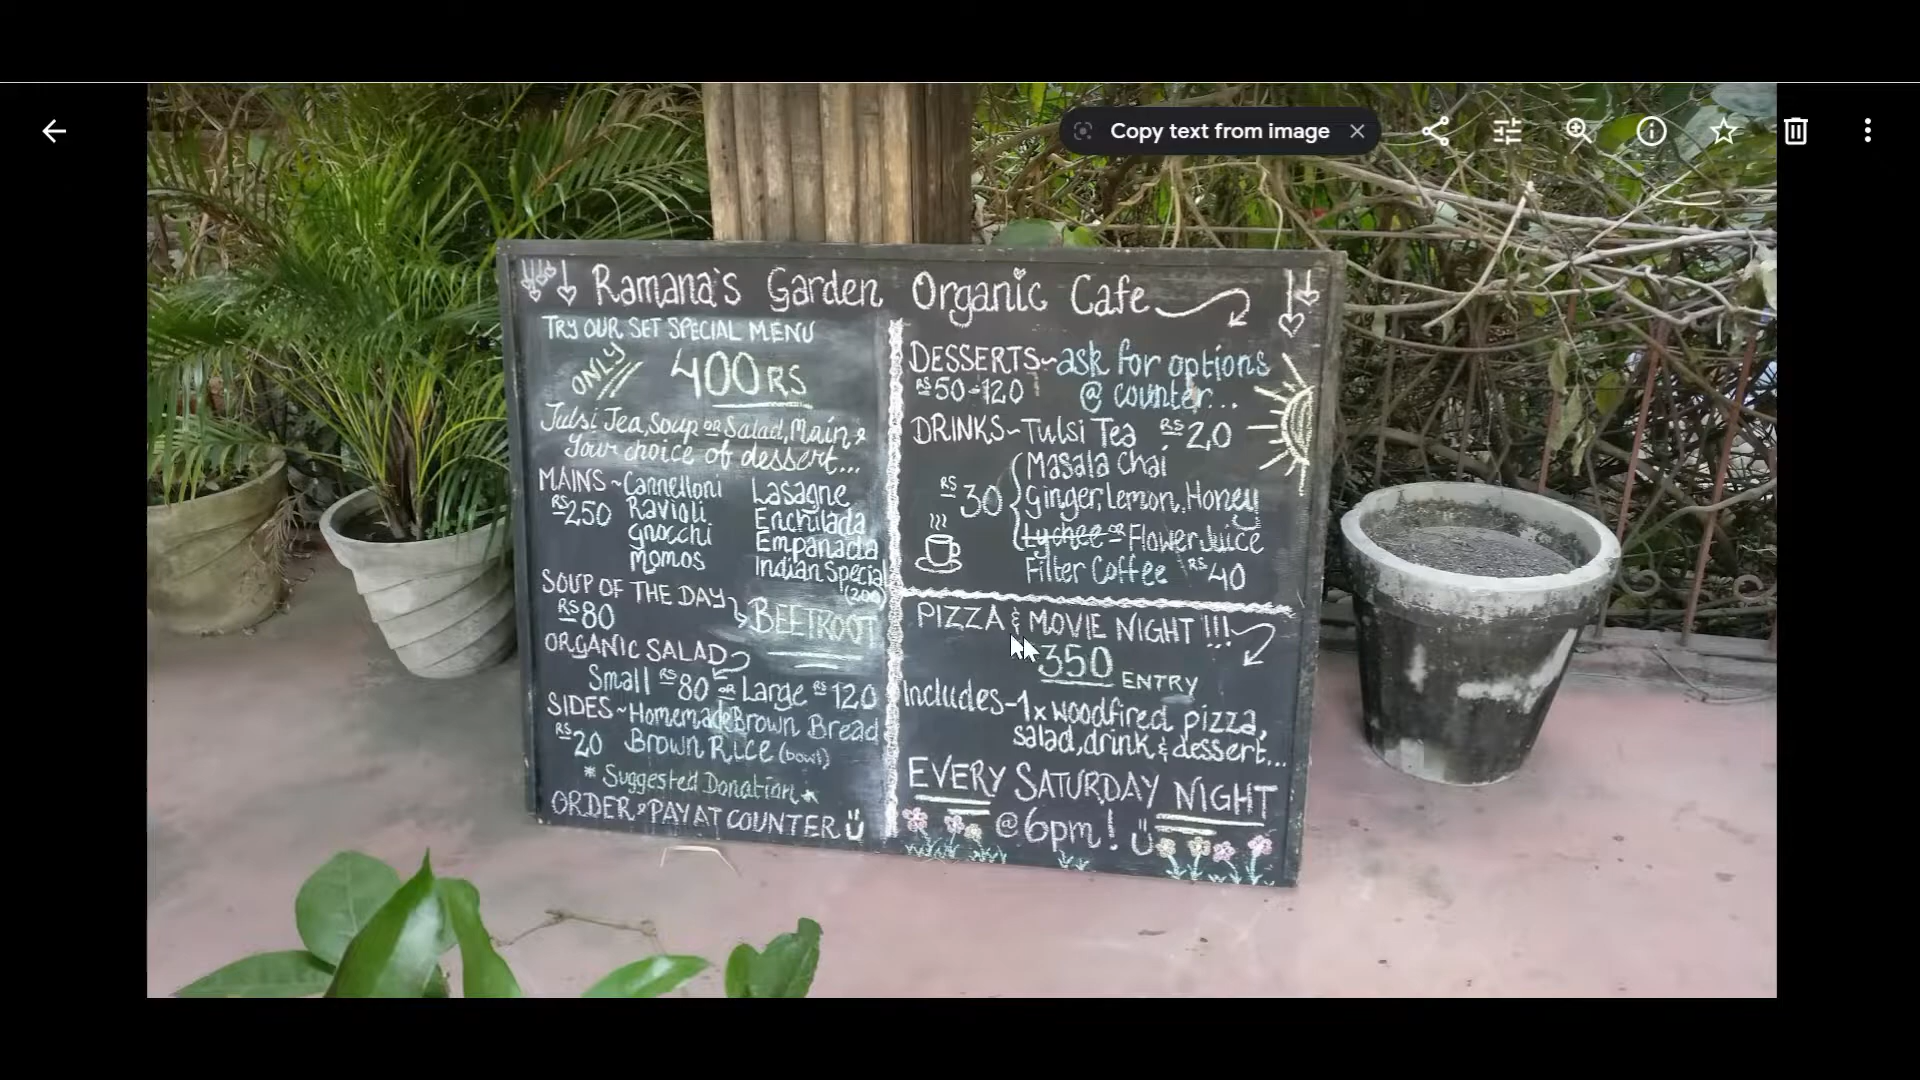 Copy text from image
Ramana's Garden Organic Cafe
TRY OUR SET SPECIAL MENU
ONLY 400 RS
Tulsi Tea, Soup or Salad, Main &
Your choice of dessert...
MAINS ~ Cannelloni Lasagne
RS 250 Ravioli Enchilada
Gnocchi Empanada
Momos Indian Special
(200)
SOUP OF THE DAY
RS 80 BEETROOT
ORGANIC SALAD
Small RS 80 or Large RS 120
SIDES ~ Homemade Brown Bread
RS 20 Brown Rice (bowl)
* Suggested Donation *
ORDER & PAY AT COUNTER
DESSERTS ~ ask for options
RS 50-120 @ counter...
DRINKS ~ Tulsi Tea RS 20
Masala Chai
RS 30 Ginger, Lemon, Honey
Luchee or Flower Juice
Filter Coffee RS 40
PIZZA & MOVIE NIGHT !!!
350 ENTRY
Includes - 1x woodfired pizza,
salad, drink & dessert...
EVERY SATURDAY NIGHT
@ 6pm!